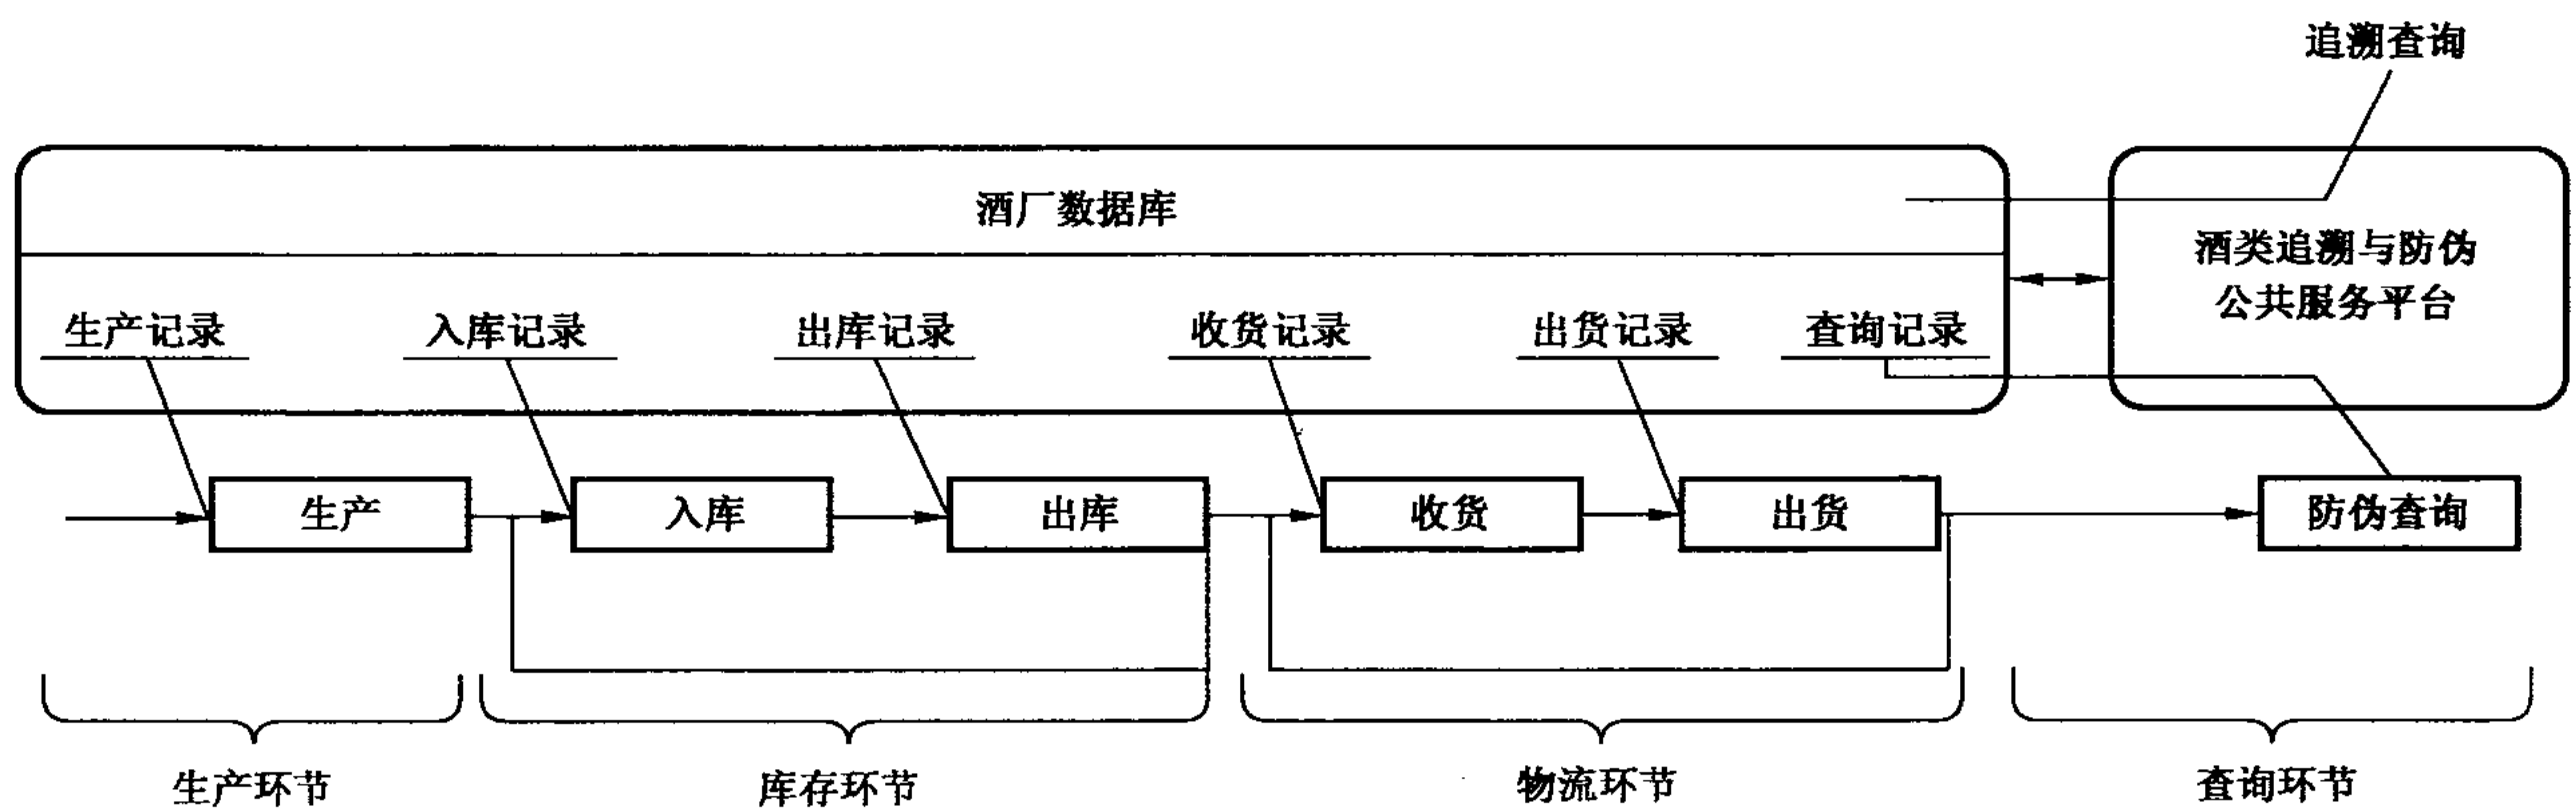 追溯查询
酒厂数据库
酒类追溯与防伪
公共服务平台
生产记录
入库记录
出库记录
收货记录
出货记录
查询记录
生产
入库
出库
收货
出货
防伪查询
生产环节
库存环节
物流环节
查询环节